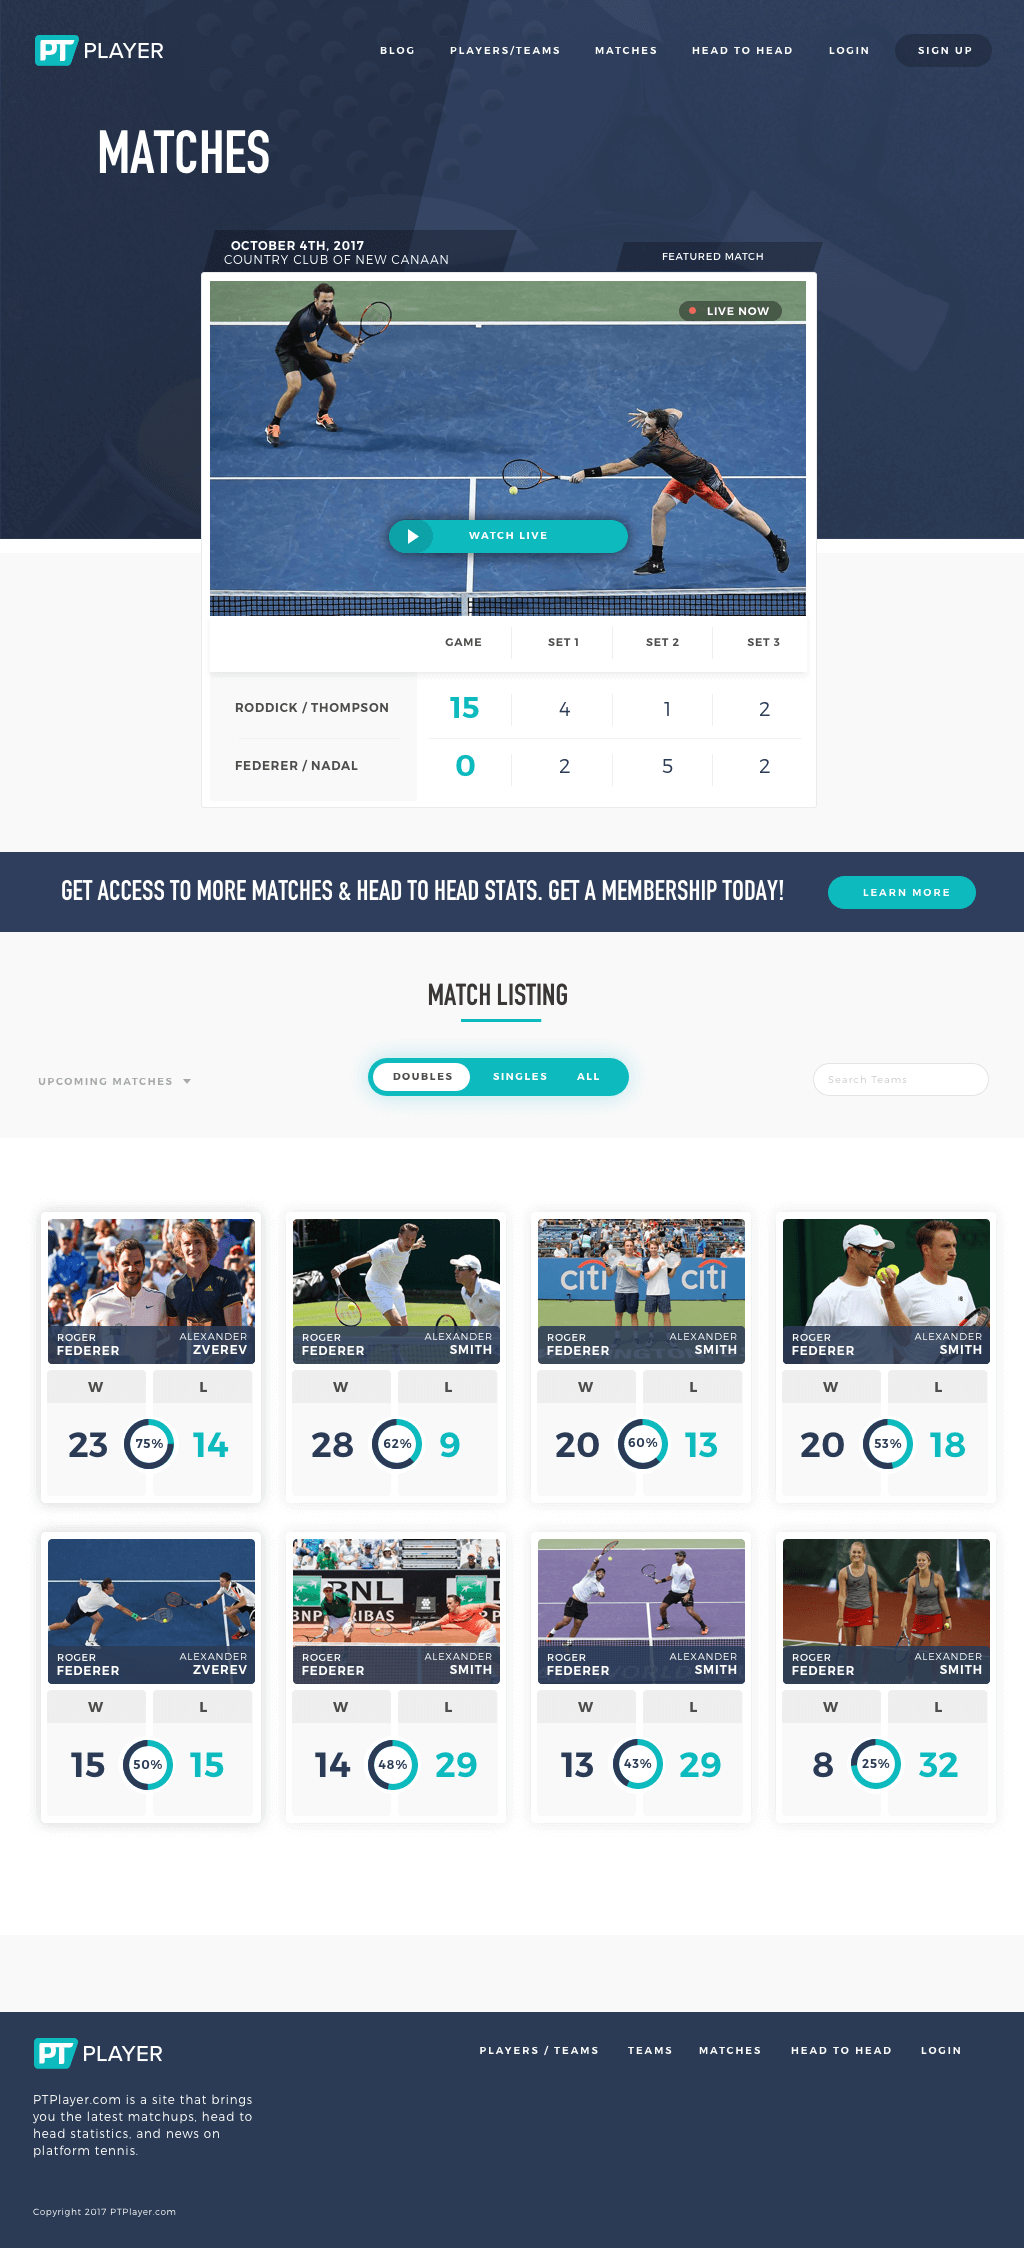 PT PLAYER
BLOG PLAYERS/TEAMS MATCHES HEAD TO HEAD LOGIN SIGN UP
MATCHES
OCTOBER 4TH, 2017
COUNTRY CLUB OF NEW CANAAN
FEATURED MATCH
LIVE NOW
WATCH LIVE
GAME SET 1 SET 2 SET 3
RODDICK / THOMPSON 15 4 1 2
FEDERER / NADAL 0 2 5 2
GET ACCESS TO MORE MATCHES & HEAD TO HEAD STATS. GET A MEMBERSHIP TODAY!
LEARN MORE
MATCH LISTING
UPCOMING MATCHES
DOUBLES SINGLES ALL
Search Teams
citi citi
ROGER ALEXANDER ROGER ALEXANDER ROGER ALEXANDER ROGER ALEXANDER
FEDERER ZVEREV FEDERER SMITH FEDERER SMITH FEDERER SMITH
W L W L W L W L
23 75% 14 28 62% 9 20 60% 13 20 53% 18
BNL
BNP PARIBAS
ROGER ALEXANDER ROGER ALEXANDER ROGER ALEXANDER ROGER ALEXANDER
FEDERER ZVEREV FEDERER SMITH FEDERER SMITH FEDERER SMITH
W L W L W L W L
15 50% 15 14 48% 29 13 43% 29 8 25% 32
PT PLAYER
PLAYERS / TEAMS TEAMS MATCHES HEAD TO HEAD LOGIN
PTPlayer.com is a site that brings
you the latest matchups, head to
head statistics, and news on
platform tennis.
Copyright 2017 PTPlayer.com